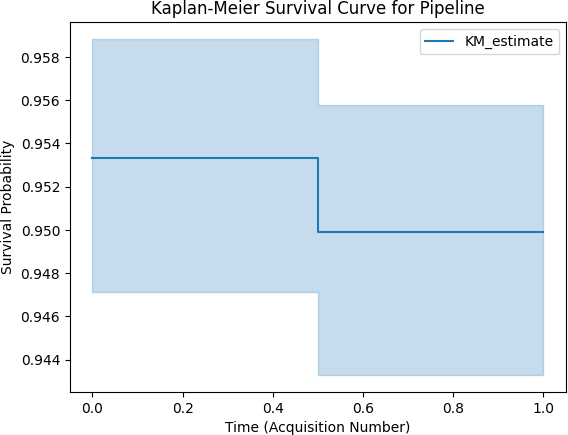 Kaplan-Meier Survival Curve for Pipeline
KM_estimate
0.958
0.956
0.954
0.952
0.950
0.948
0.946
0.944
Survival Probability
0.0 0.2 0.4 0.6 0.8 1.0
Time (Acquisition Number)